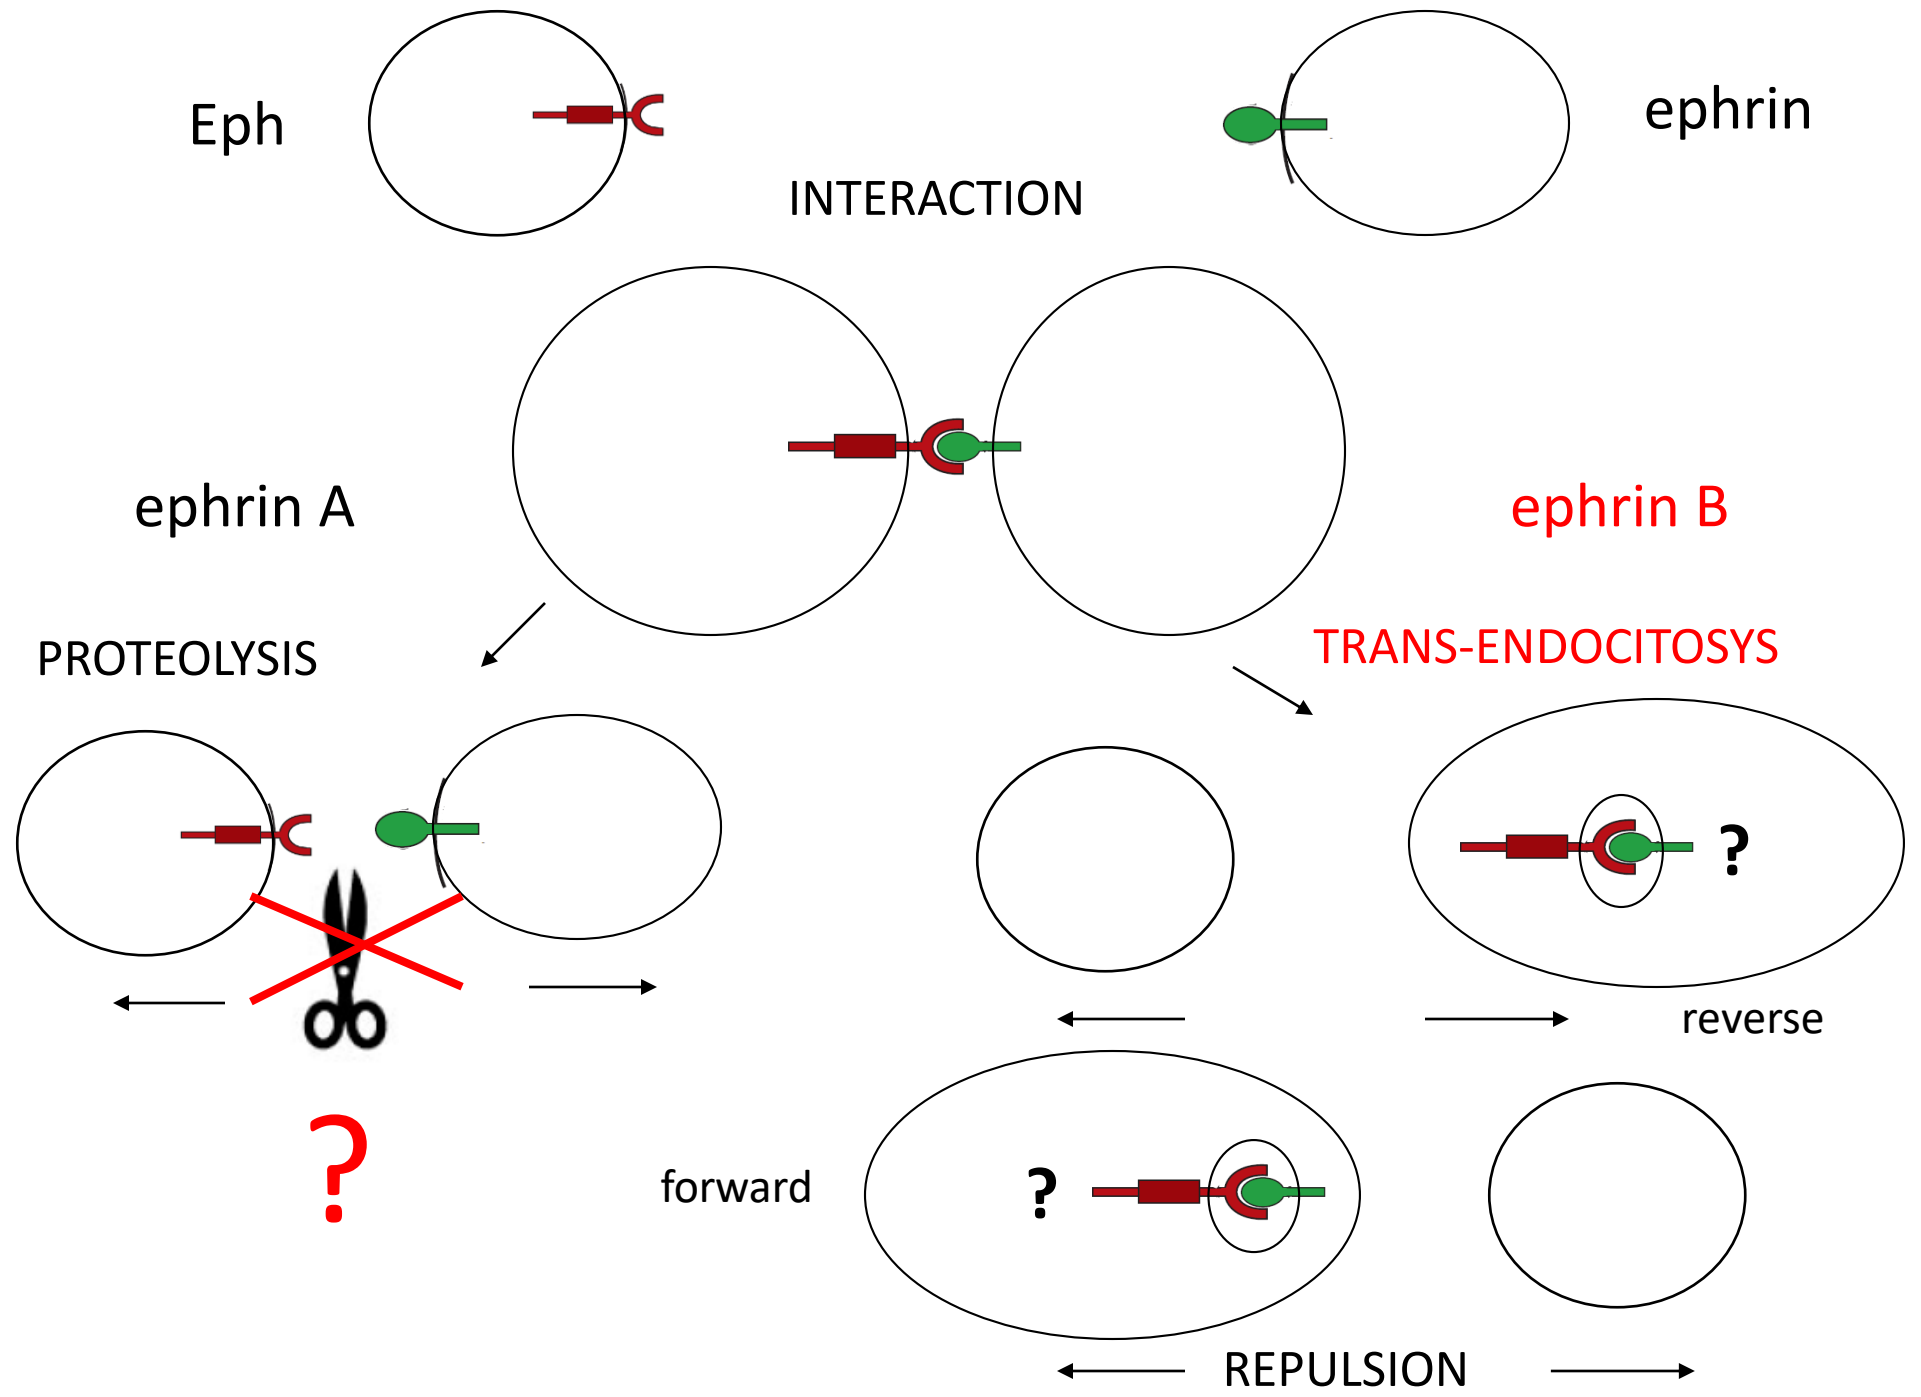 Eph
ephrin
INTERACTION
ephrin A
ephrin B
PROTEOLYSIS
TRANS-ENDOCITOSYS
?
reverse
?
forward
?
REPULSION